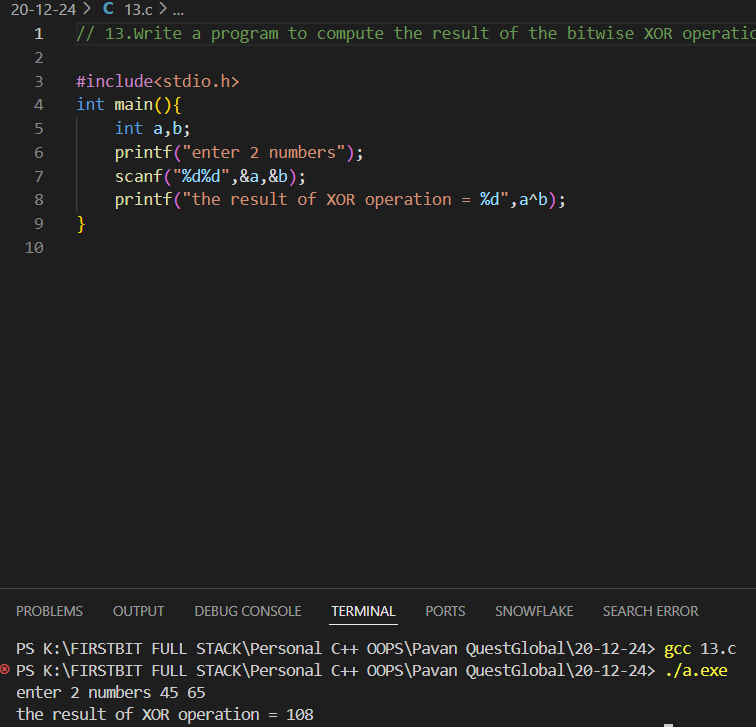 20-12-24 > C 13.c > ...
1 // 13.Write a program to compute the result of the bitwise XOR operatio
2
3 #include<stdio.h>
4 int main(){
5 int a,b;
6 printf("enter 2 numbers");
7 scanf("%d%d",&a,&b);
8 printf("the result of XOR operation = %d",a^b);
9 }
10
PROBLEMS OUTPUT DEBUG CONSOLE TERMINAL PORTS SNOWFLAKE SEARCH ERROR
PS K:\FIRSTBIT FULL STACK\Personal C++ OOPS\Pavan QuestGlobal\20-12-24> gcc 13.c
PS K:\FIRSTBIT FULL STACK\Personal C++ OOPS\Pavan QuestGlobal\20-12-24> ./a.exe
enter 2 numbers 45 65
the result of XOR operation = 108